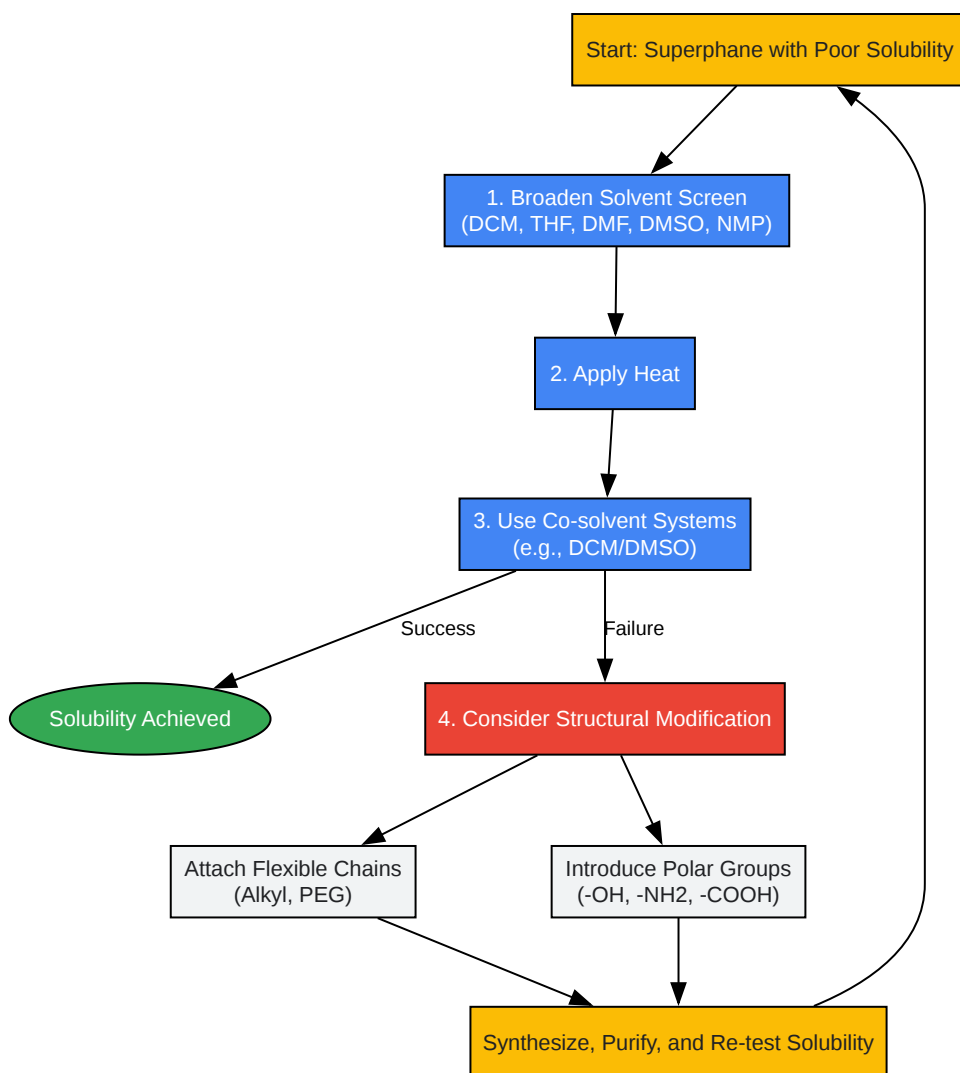 Start: Superphane with Poor Solubility
1. Broaden Solvent Screen
(DCM, THF, DMF, DMSO, NMP)
2. Apply Heat
3. Use Co-solvent Systems
(e.g., DCM/DMSO)
Success
Failure
Solubility Achieved
4. Consider Structural Modification
Attach Flexible Chains
(Alkyl, PEG)
Introduce Polar Groups
(-OH, -NH2, -COOH)
Synthesize, Purify, and Re-test Solubility